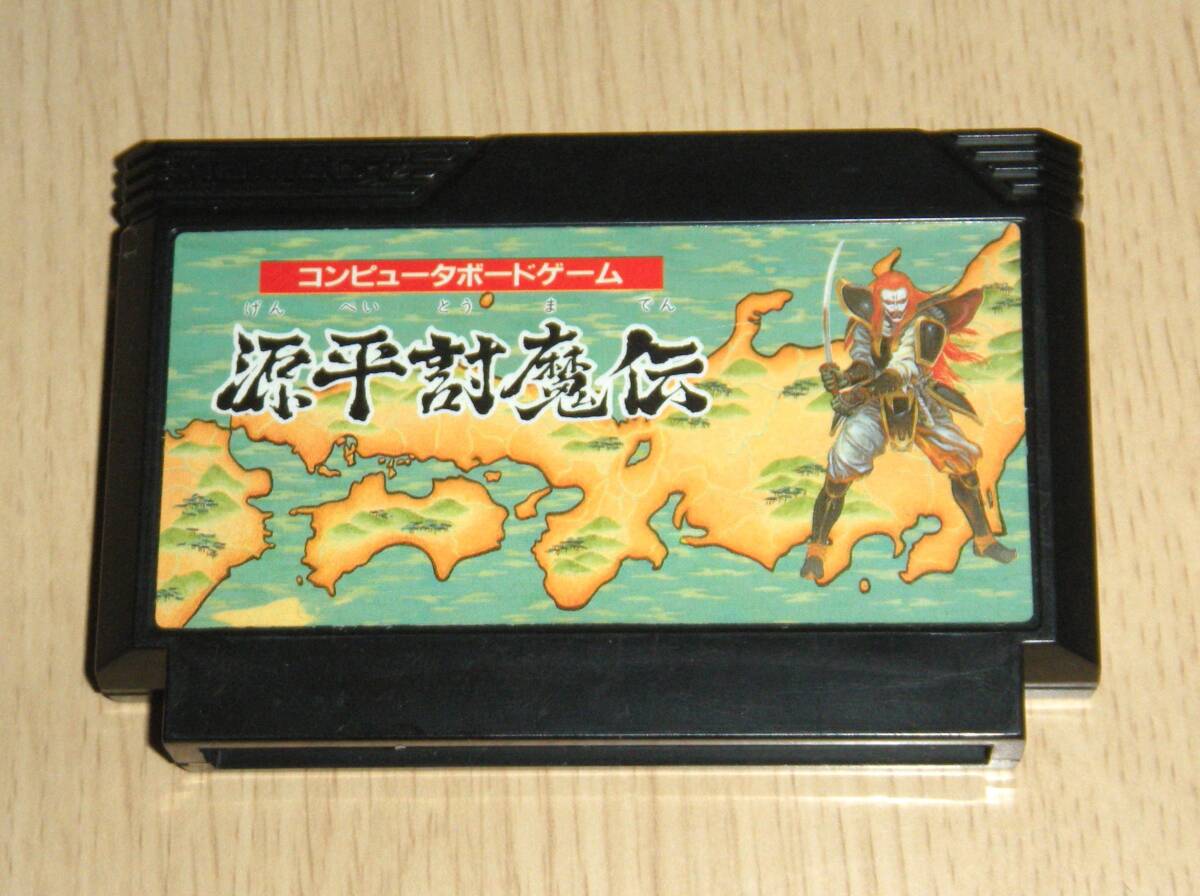 コンピュータボードゲーム
げん ぺい とう ま でん
源平討魔伝